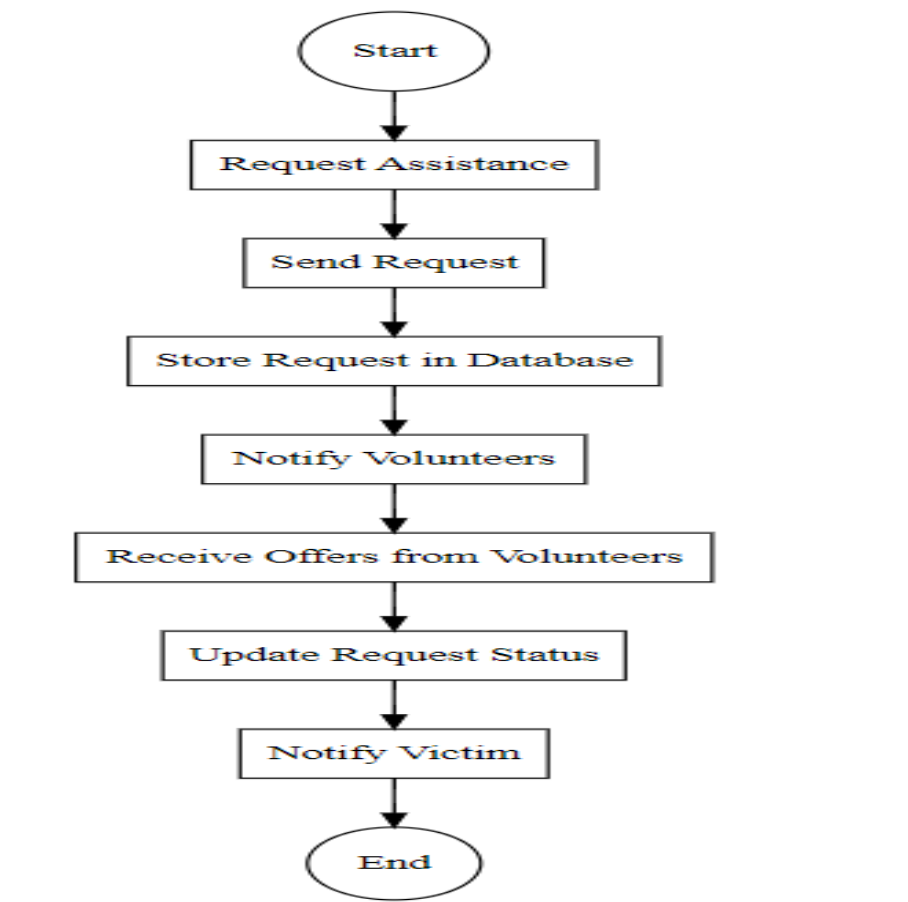 Start
Request Assistance
Send Request
Store Request in Database
Notify Volunteers
Receive Offers from Volunteers
Update Request Status
Notify Victim
End